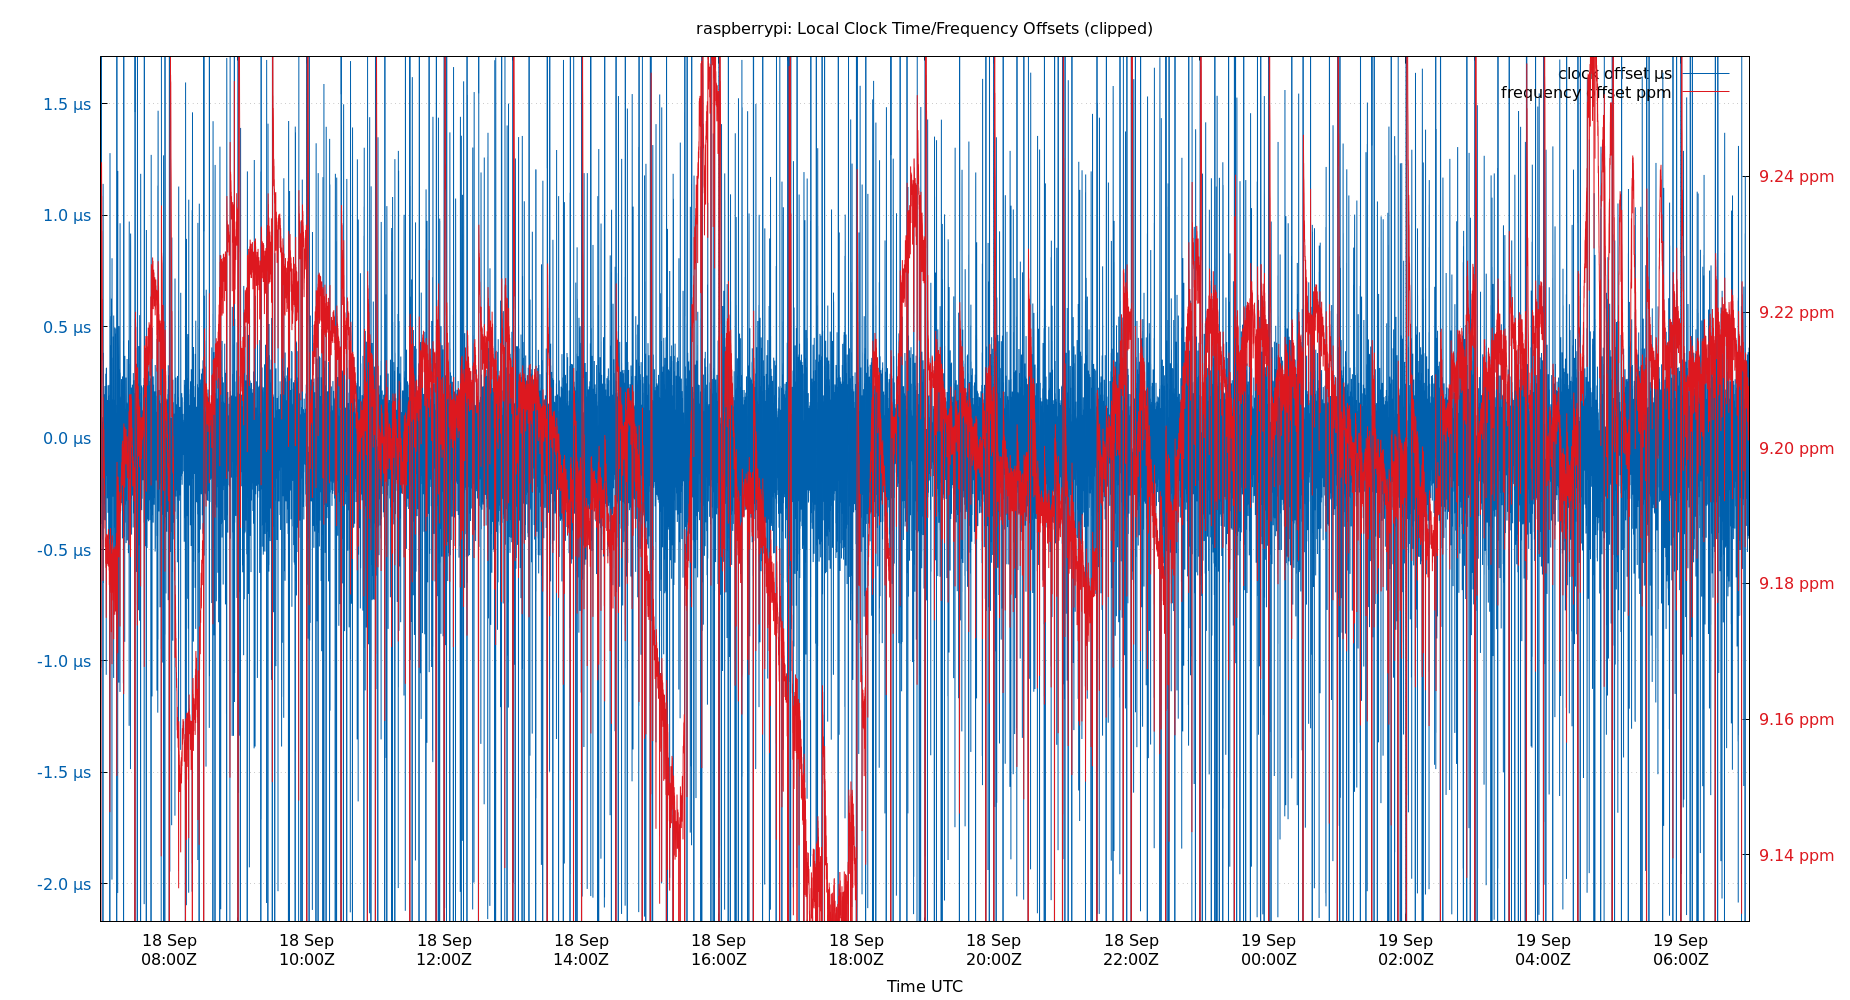 raspberrypi: Local Clock Time/Frequency Offsets (clipped)
clock offset µs
frequency offset ppm
1.5 µs
1.0 µs
0.5 µs
0.0 µs
-0.5 µs
-1.0 µs
-1.5 µs
-2.0 µs
9.24 ppm
9.22 ppm
9.20 ppm
9.18 ppm
9.16 ppm
9.14 ppm
18 Sep 18 Sep 18 Sep 18 Sep 18 Sep 18 Sep 18 Sep 18 Sep 19 Sep 19 Sep 19 Sep 19 Sep
08:00Z 10:00Z 12:00Z 14:00Z 16:00Z 18:00Z 20:00Z 22:00Z 00:00Z 02:00Z 04:00Z 06:00Z
Time UTC